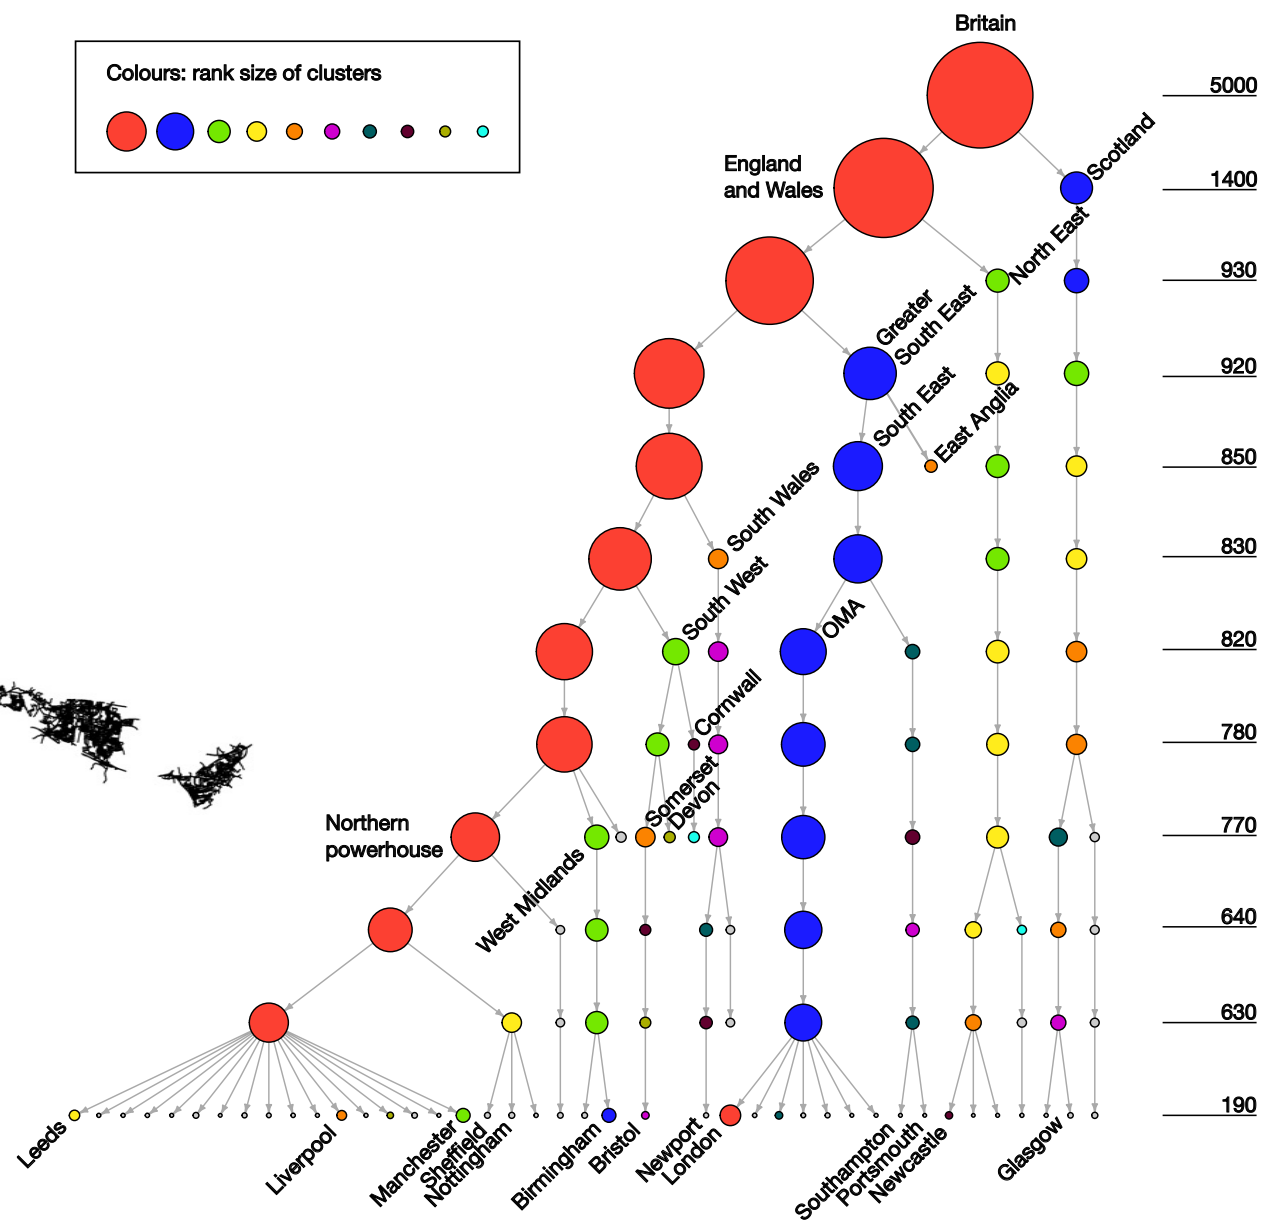 Britain
Colours: rank size of clusters
5000
Scotland
England
and Wales
1400
North East
930
Greater
South East
920
South East
East Anglia
850
South Wales
830
South West
OMA
820
Cornwall
780
Somerset
Devon
Northern
powerhouse
770
West Midlands
640
630
190
Leeds
Liverpool
Manchester
Sheffield
Nottingham
Birmingham
Bristol
Newport
London
Southampton
Portsmouth
Newcastle
Glasgow